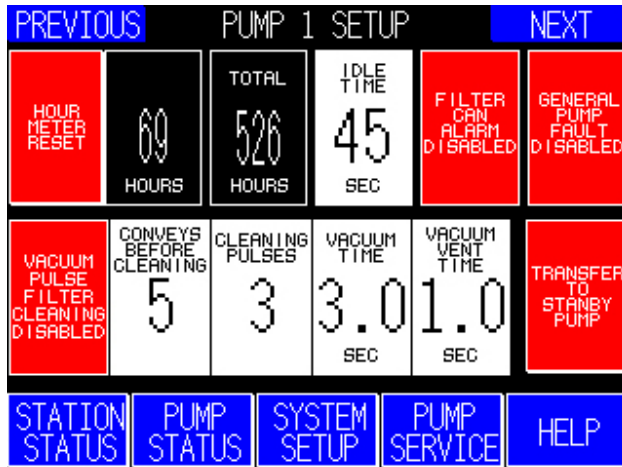 PREVIOUS PUMP 1 SETUP NEXT
HOUR
METER
RESET
69
HOURS
TOTAL
526
HOURS
IDLE
TIME
45
SEC
FILTER
CAN
ALARM
DISABLED
GENERAL
PUMP
FAULT
DISABLED
VACUUM
PULSE
FILTER
CLEANING
DISABLED
CONVEYS
BEFORE
CLEANING
5
CLEANING
PULSES
3
VACUUM
TIME
3.0
SEC
VACUUM
VENT
TIME
1.0
SEC
TRANSFER
TO
STANBY
PUMP
STATION
STATUS
PUMP
STATUS
SYSTEM
SETUP
PUMP
SERVICE
HELP